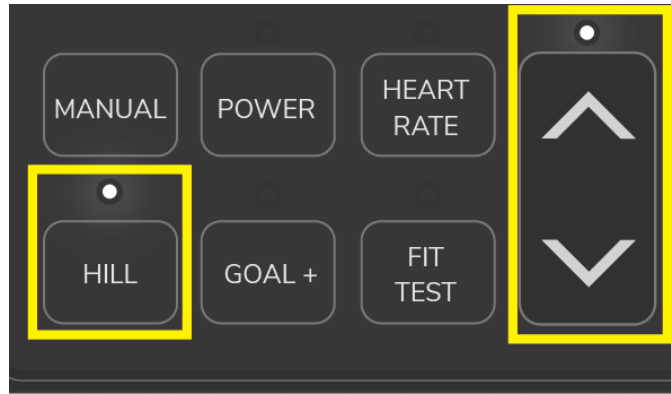 MANUAL
POWER
HEART
RATE
HILL
GOAL +
FIT
TEST